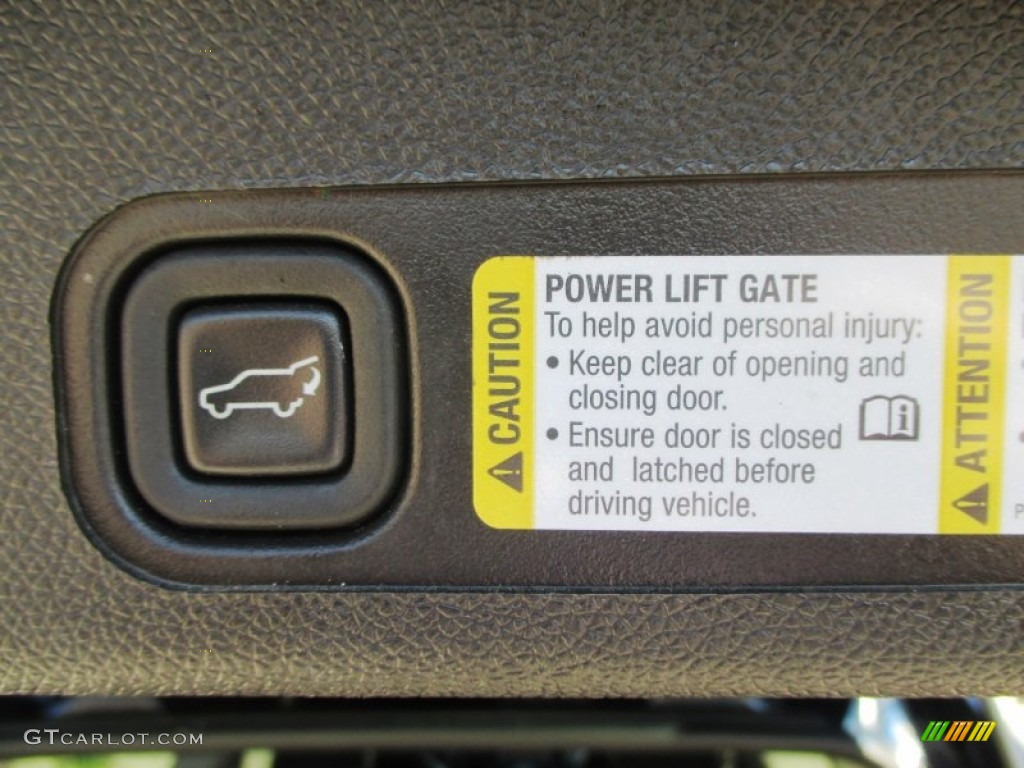 CAUTION
POWER LIFT GATE
To help avoid personal injury:
• Keep clear of opening and
closing door.
• Ensure door is closed
and latched before
driving vehicle.
ATTENTION
GTCARLOT.COM